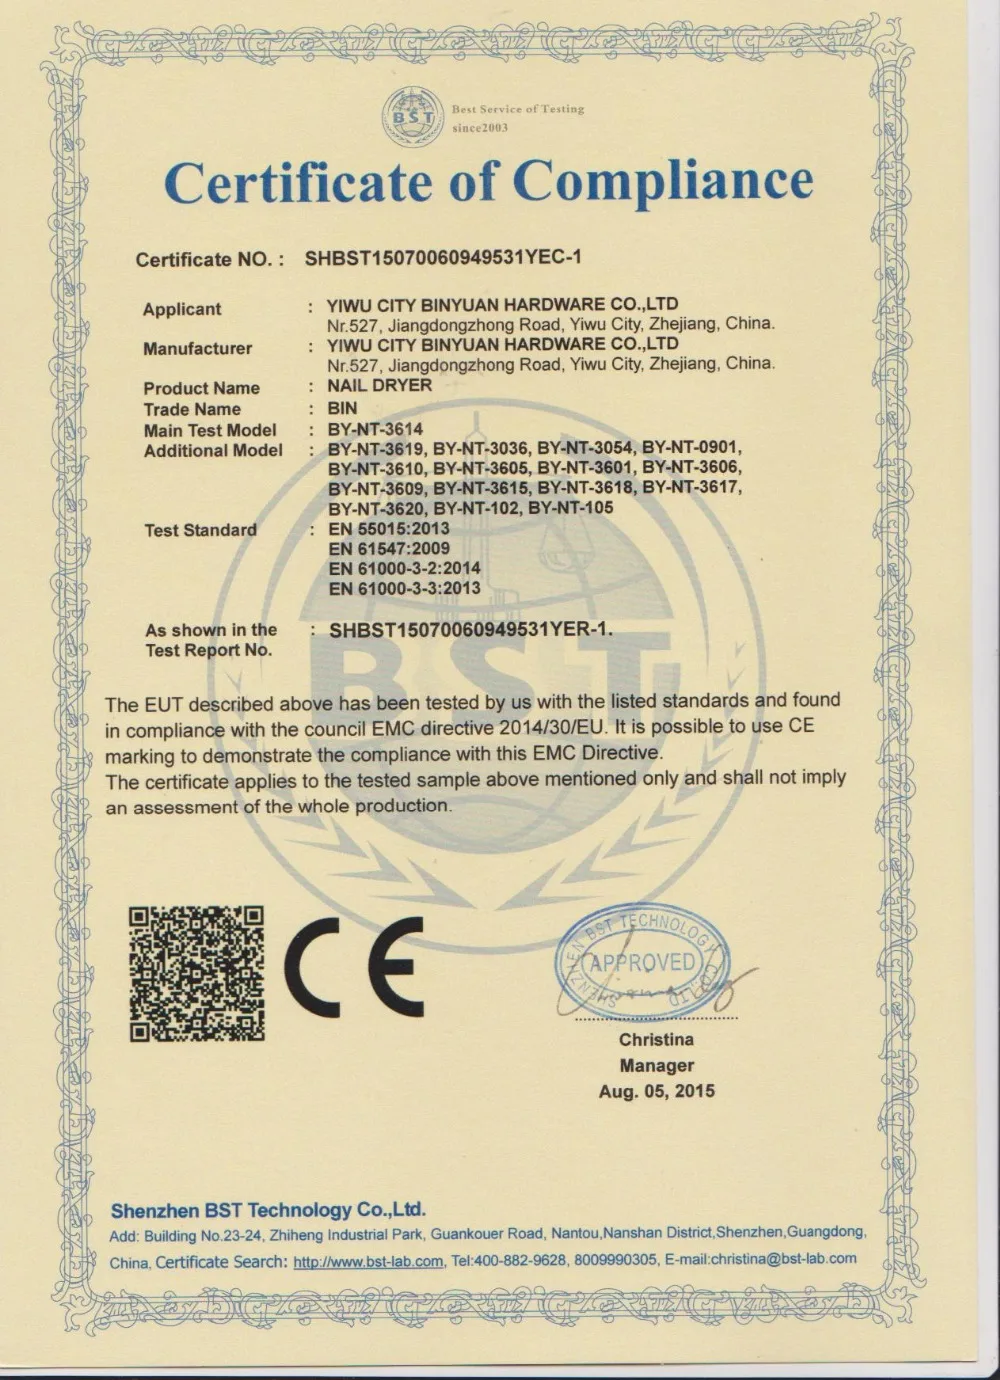 BST
Best Service of Testing
since2003
Certificate of Compliance
Certificate NO. : SHBST15070060949531YEC-1
Applicant : YIWU CITY BINYUAN HARDWARE CO.,LTD
Nr.527, Jiangdongzhong Road, Yiwu City, Zhejiang, China.
Manufacturer : YIWU CITY BINYUAN HARDWARE CO.,LTD
Nr.527, Jiangdongzhong Road, Yiwu City, Zhejiang, China.
Product Name : NAIL DRYER
Trade Name : BIN
Main Test Model : BY-NT-3614
Additional Model : BY-NT-3619, BY-NT-3036, BY-NT-3054, BY-NT-0901,
BY-NT-3610, BY-NT-3605, BY-NT-3601, BY-NT-3606,
BY-NT-3609, BY-NT-3615, BY-NT-3618, BY-NT-3617,
BY-NT-3620, BY-NT-102, BY-NT-105
Test Standard : EN 55015:2013
EN 61547:2009
EN 61000-3-2:2014
EN 61000-3-3:2013
As shown in the : SHBST15070060949531YER-1.
Test Report No.
BST
The EUT described above has been tested by us with the listed standards and found
in compliance with the council EMC directive 2014/30/EU. It is possible to use CE
marking to demonstrate the compliance with this EMC Directive.
The certificate applies to the tested sample above mentioned only and shall not imply
an assessment of the whole production.
CE
SHENZHEN BST TECHNOLOGY CO.,LTD
APPROVED
Christina
Manager
Aug. 05, 2015
Shenzhen BST Technology Co.,Ltd.
Add: Building No.23-24, Zhiheng Industrial Park, Guankouer Road, Nantou,Nanshan District,Shenzhen,Guangdong,
China, Certificate Search: http://www.bst-lab.com, Tel:400-882-9628, 8009990305, E-mail:christina@bst-lab.com